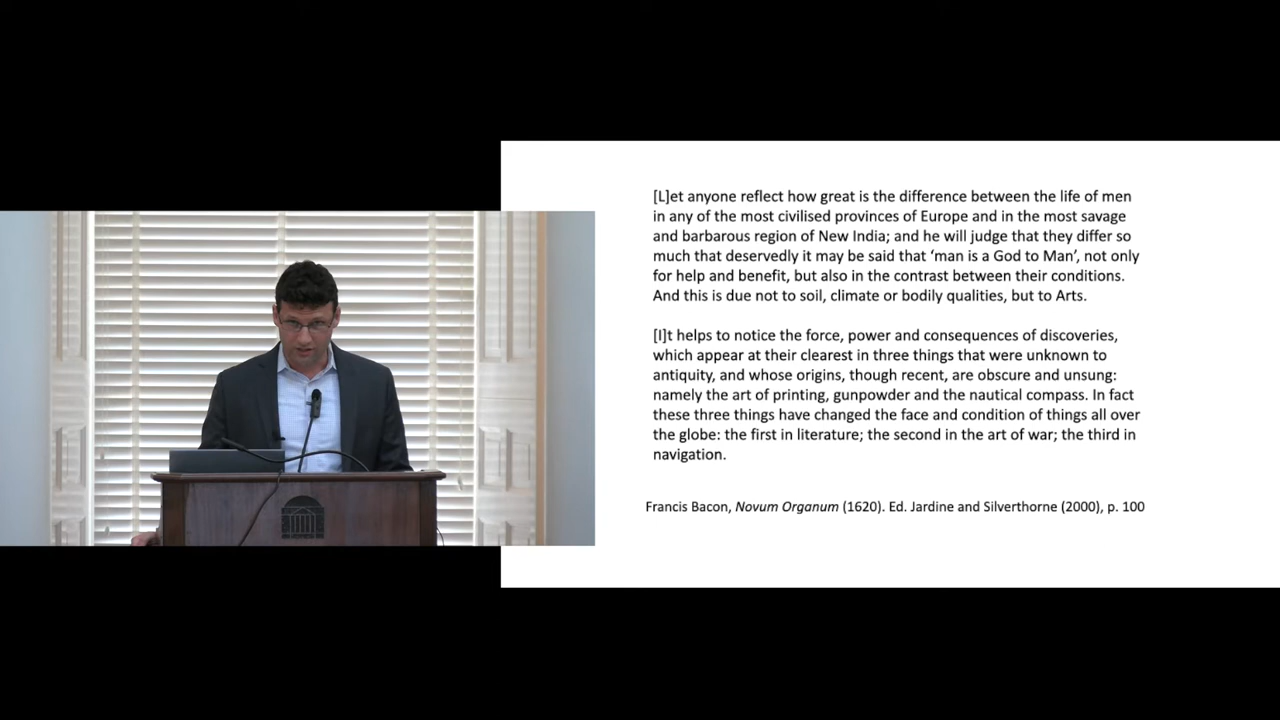 [L]et anyone reflect how great is the difference between the life of men
in any of the most civilised provinces of Europe and in the most savage
and barbarous region of New India; and he will judge that they differ so
much that deservedly it may be said that ‘man is a God to Man’, not only
for help and benefit, but also in the contrast between their conditions.
And this is due not to soil, climate or bodily qualities, but to Arts.
[I]t helps to notice the force, power and consequences of discoveries,
which appear at their clearest in three things that were unknown to
antiquity, and whose origins, though recent, are obscure and unsung:
namely the art of printing, gunpowder and the nautical compass. In fact
these three things have changed the face and condition of things all over
the globe: the first in literature; the second in the art of war; the third in
navigation.
Francis Bacon, Novum Organum (1620). Ed. Jardine and Silverthorne (2000), p. 100